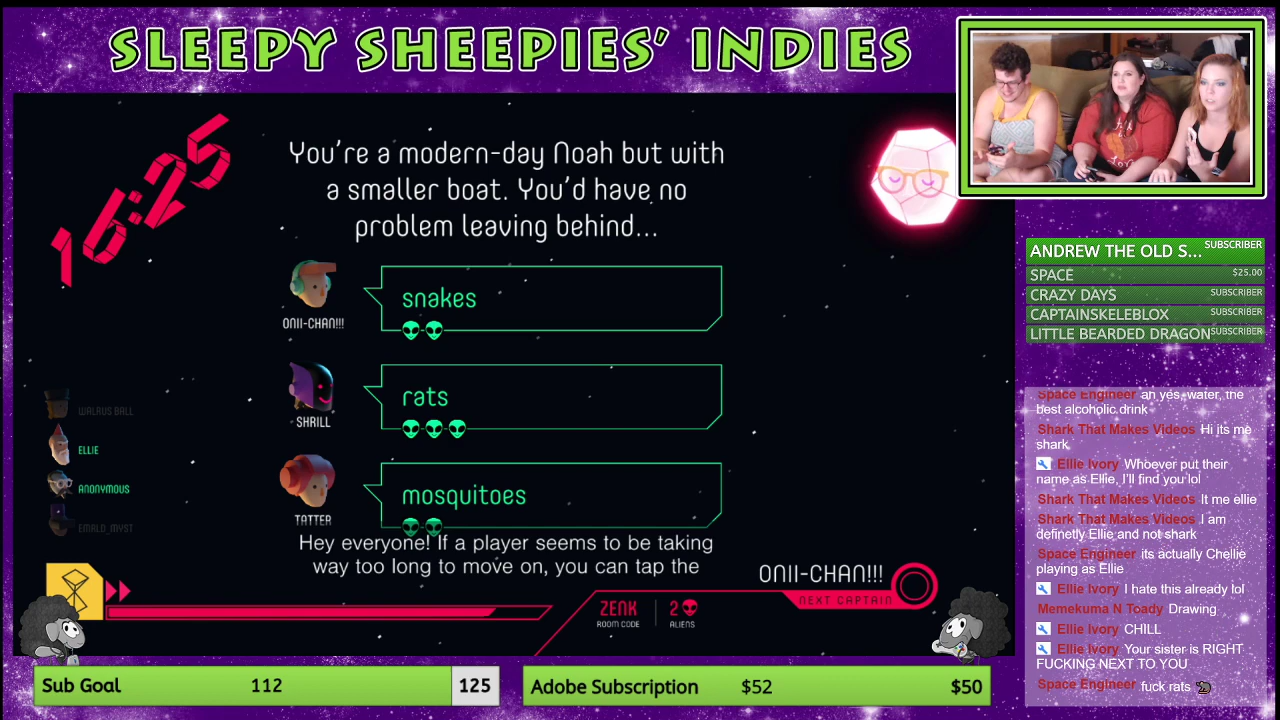 SLEEPY SHEEPIES' INDIES
16:25
You're a modern-day Noah but with
a smaller boat. You'd have no
problem leaving behind...
snakes
ONII-CHAN!!!
rats
SHRILL
mosquitoes
TATTER
WALRUS BALL
ELLIE
ANONYMOUS
EMRLD_MYST
Hey everyone! If a player seems to be taking
way too long to move on, you can tap the
ONII-CHAN!!!
NEXT CAPTAIN
ZENK
ROOM CODE
2
ALIENS
Sub Goal 112 125
Adobe Subscription $52 $50
ANDREW THE OLD S... SUBSCRIBER
SPACE $25.00
CRAZY DAYS SUBSCRIBER
CAPTAINSKELEBLOX SUBSCRIBER
LITTLE BEARDED DRAGON SUBSCRIBER
Space Engineer an yes, water, the
best alcoholic drink
Shark That Makes Videos Hi its me
shark
Ellie Ivory Whoever put their
name as Ellie, I'll find you lol
Shark That Makes Videos It me ellie
Shark That Makes Videos I am
definetly Ellie and not shark
Space Engineer its actually Chellie
playing as Ellie
Ellie Ivory I hate this already lol
Memekuma N Toady Drawing
Ellie Ivory CHILL
Ellie Ivory Your sister is RIGHT
FUCKING NEXT TO YOU
Space Engineer fuck rats